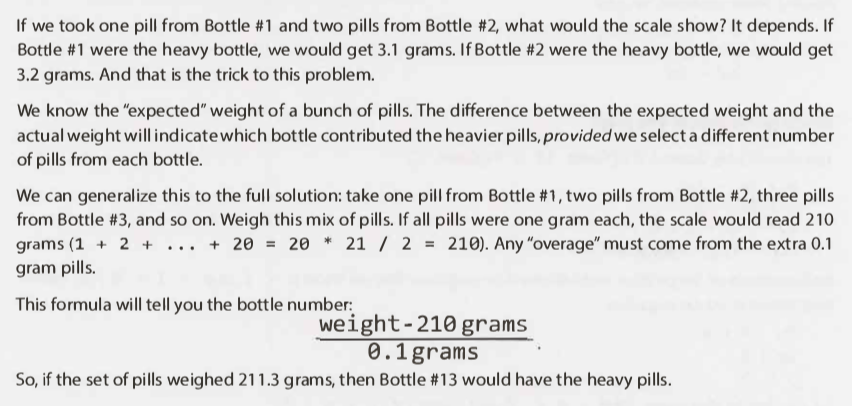 If we took one pill from Bottle #1 and two pills from Bottle #2, what would the scale show? It depends. If
Bottle #1 were the heavy bottle, we would get 3.1 grams. If Bottle #2 were the heavy bottle, we would get
3.2 grams. And that is the trick to this problem.
We know the "expected" weight of a bunch of pills. The difference between the expected weight and the
actual weight will indicate which bottle contributed the heavier pills, provided we select a different number
of pills from each bottle.
We can generalize this to the full solution: take one pill from Bottle #1, two pills from Bottle #2, three pills
from Bottle #3, and so on. Weigh this mix of pills. If all pills were one gram each, the scale would read 210
grams (1 + 2 + ... + 20 = 20 * 21 / 2 = 210). Any "overage" must come from the extra 0.1
gram pills.
This formula will tell you the bottle number:
weight-210 grams
0.1grams
So, if the set of pills weighed 211.3 grams, then Bottle #13 would have the heavy pills.